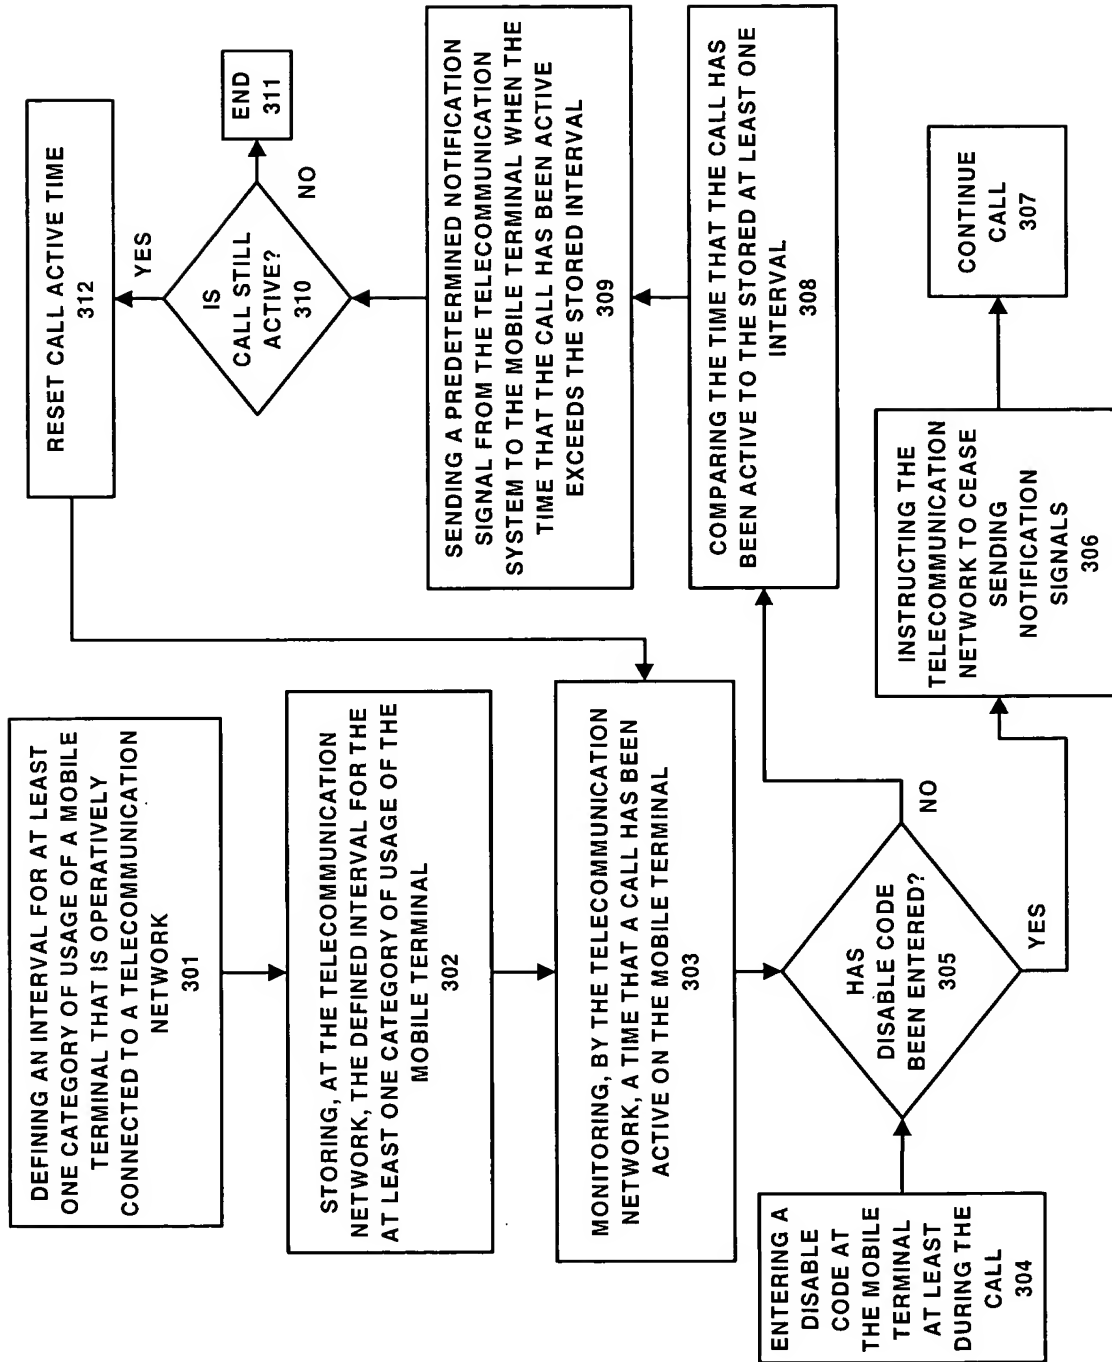 DEFINING AN INTERVAL FOR AT LEAST
ONE CATEGORY OF USAGE OF A MOBILE
TERMINAL THAT IS OPERATIVELY
CONNECTED TO A TELECOMMUNICATION
NETWORK
301
STORING, AT THE TELECOMMUNICATION
NETWORK, THE DEFINED INTERVAL FOR THE
AT LEAST ONE CATEGORY OF USAGE OF THE
MOBILE TERMINAL
302
MONITORING, BY THE TELECOMMUNICATION
NETWORK, A TIME THAT A CALL HAS BEEN
ACTIVE ON THE MOBILE TERMINAL
303
ENTERING A
DISABLE
CODE AT
THE MOBILE
TERMINAL
AT LEAST
DURING THE
CALL
304
HAS
DISABLE CODE
BEEN ENTERED?
305
YES
NO
INSTRUCTING THE
TELECOMMUNICATION
NETWORK TO CEASE
SENDING
NOTIFICATION
SIGNALS
306
CONTINUE
CALL
307
COMPARING THE TIME THAT THE CALL HAS
BEEN ACTIVE TO THE STORED AT LEAST ONE
INTERVAL
308
SENDING A PREDETERMINED NOTIFICATION
SIGNAL FROM THE TELECOMMUNICATION
SYSTEM TO THE MOBILE TERMINAL WHEN THE
TIME THAT THE CALL HAS BEEN ACTIVE
EXCEEDS THE STORED INTERVAL
309
IS
CALL STILL
ACTIVE?
310
NO
END
311
YES
RESET CALL ACTIVE TIME
312